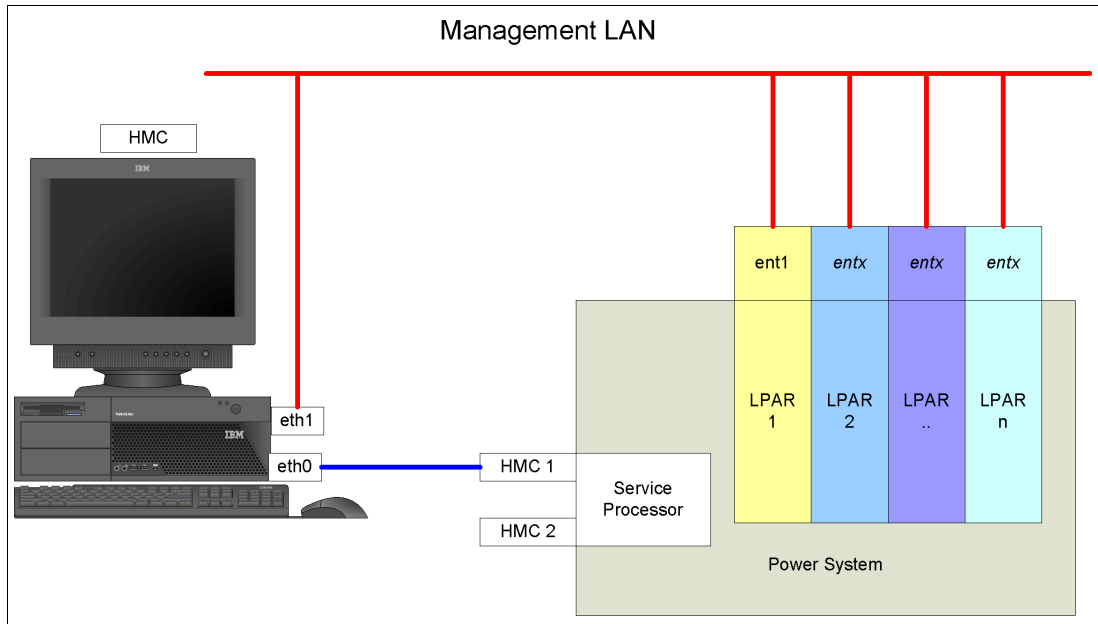 Management LAN
HMC
IBM
ent1
entx
entx
entx
LPAR
1
LPAR
2
LPAR
..
LPAR
n
eth1
IBM
eth0
HMC 1
Service
Processor
HMC 2
Power System